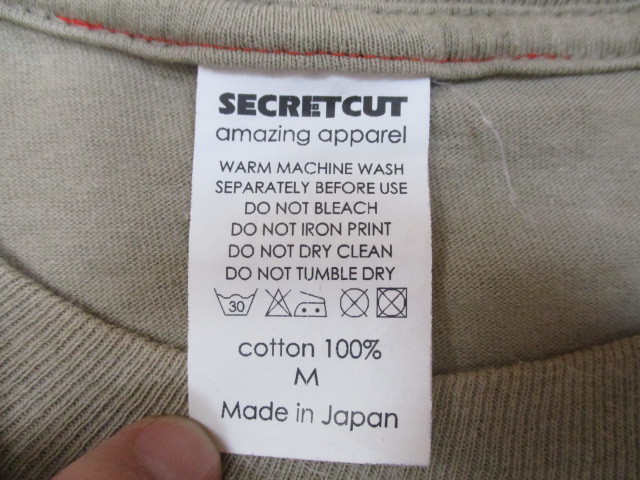 SECRETCUT
amazing apparel
WARM MACHINE WASH
SEPARATELY BEFORE USE
DO NOT BLEACH
DO NOT IRON PRINT
DO NOT DRY CLEAN
DO NOT TUMBLE DRY
30
cotton 100%
M
Made in Japan